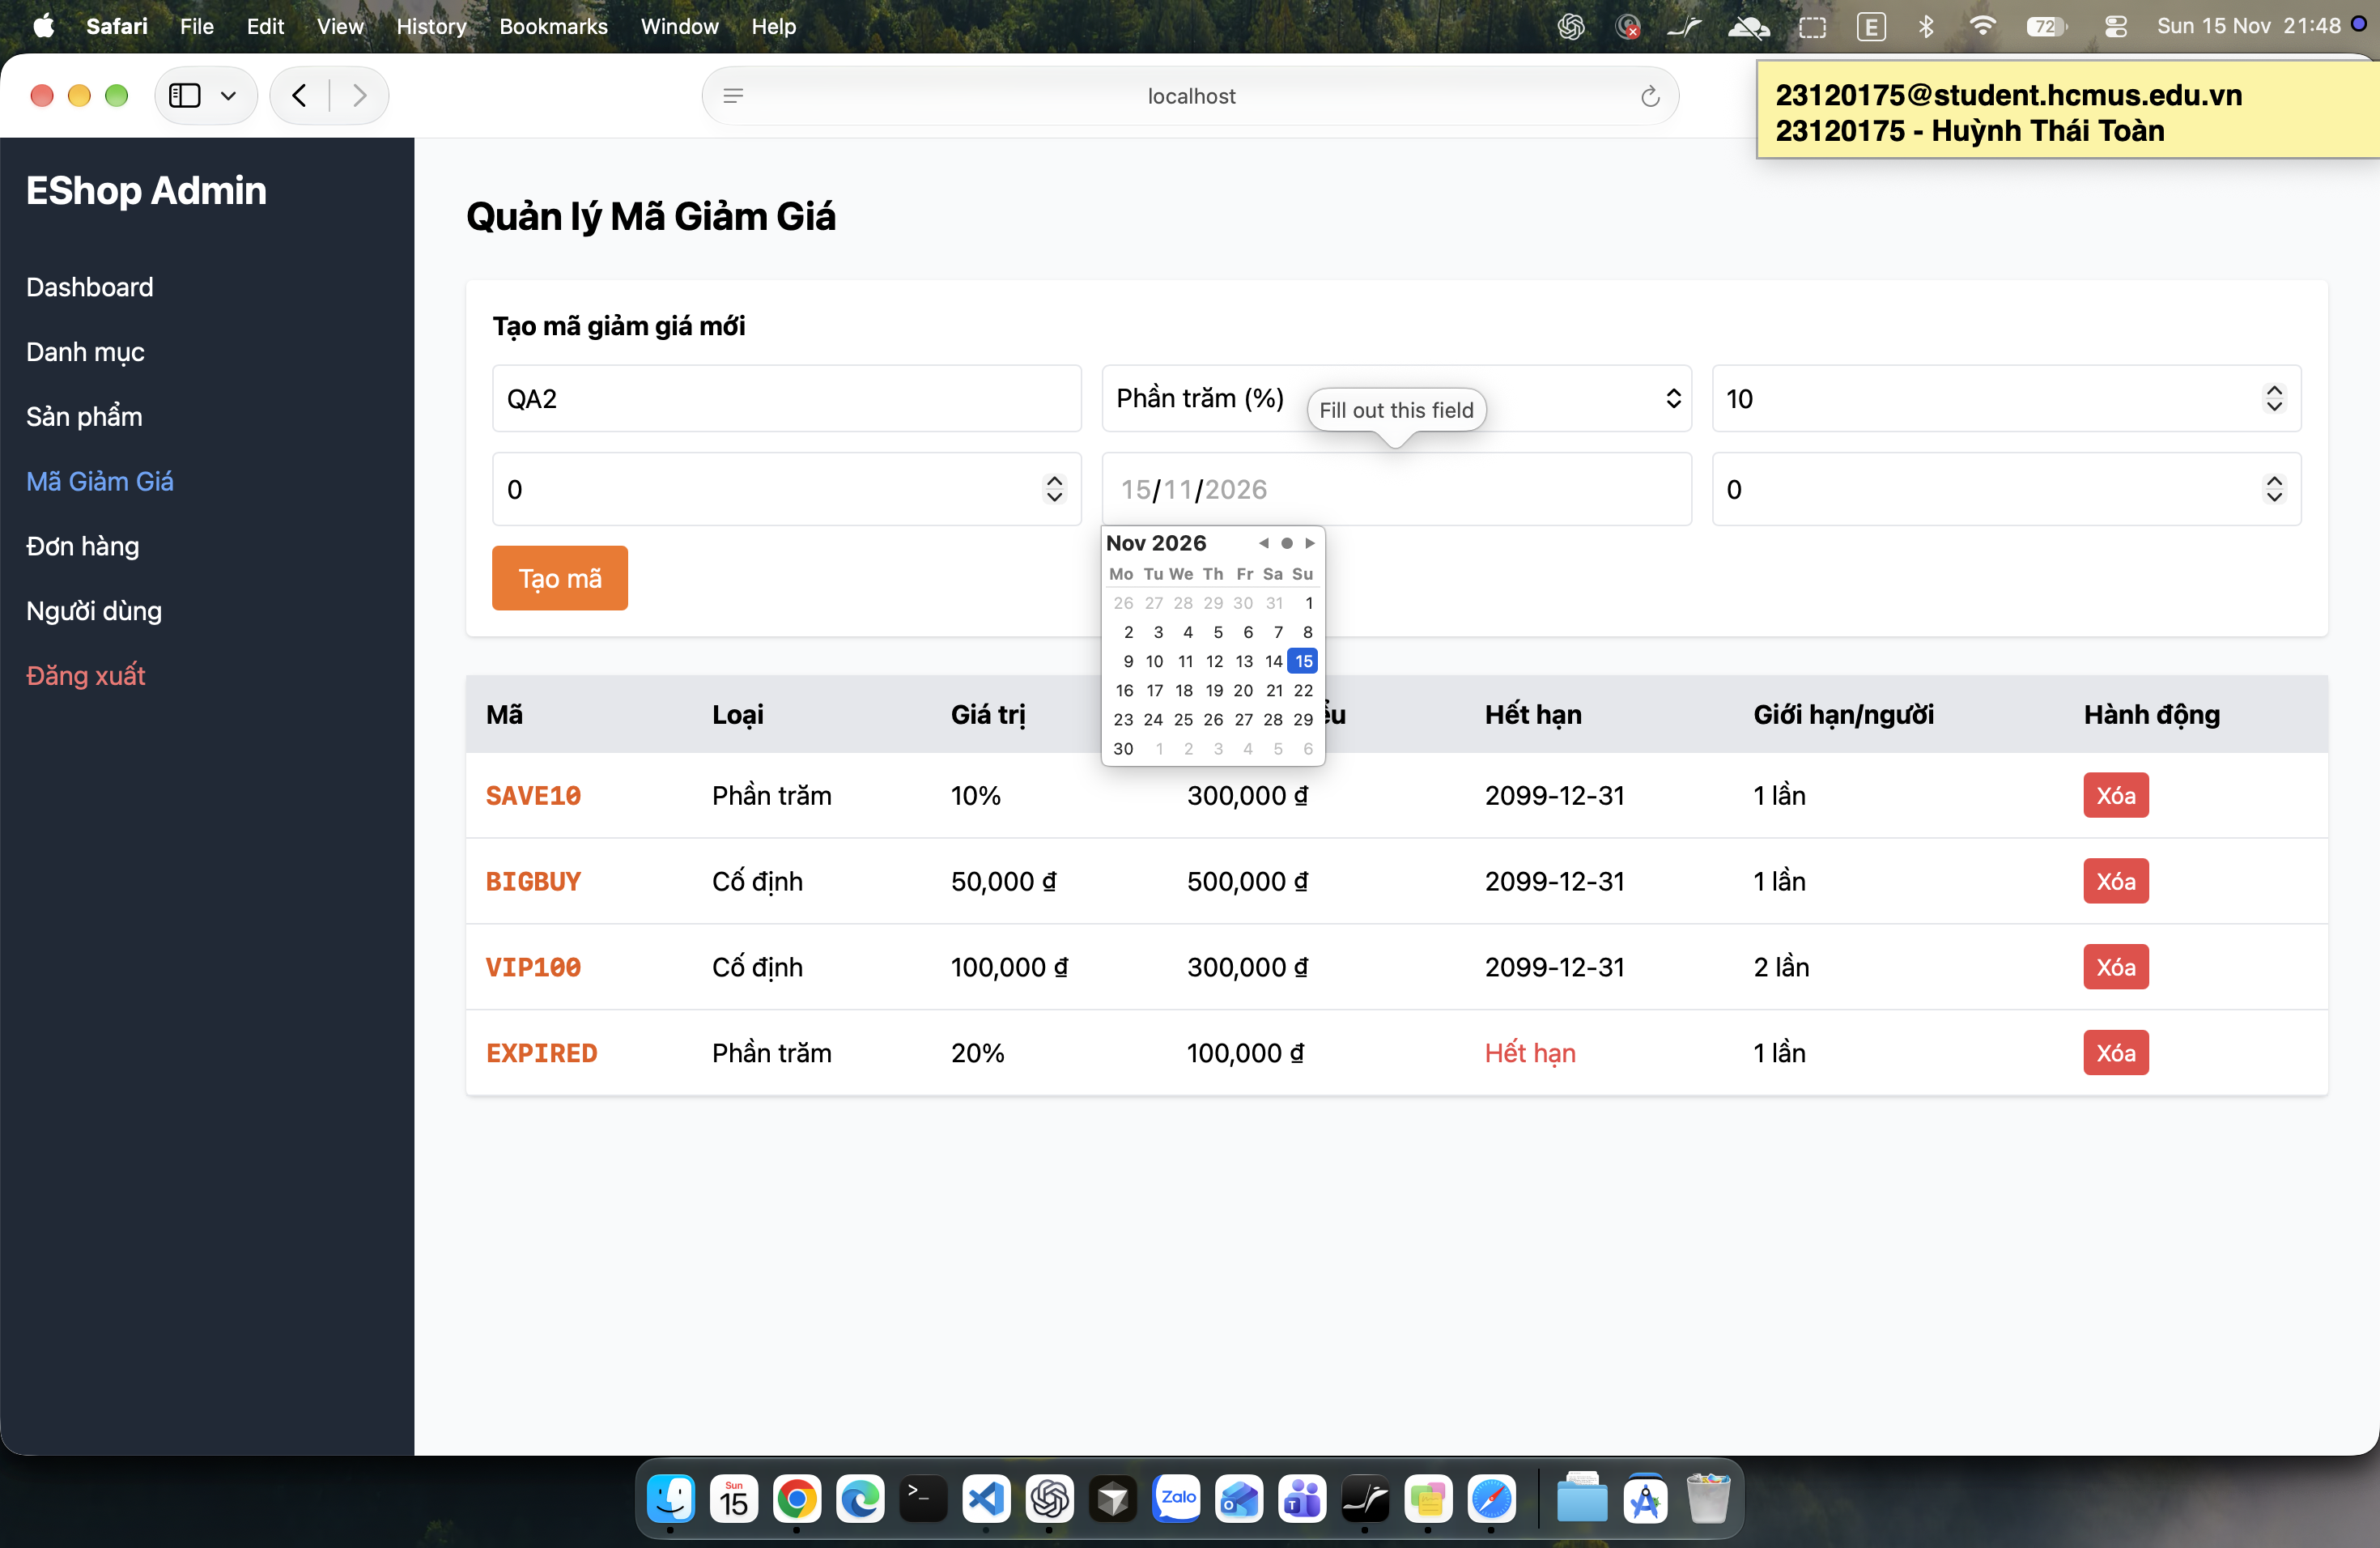 Safari File Edit View History Bookmarks Window Help E 72 Sun 15 Nov 21:48
localhost
23120175@student.hcmus.edu.vn
23120175 - Huỳnh Thái Toàn
EShop Admin
Dashboard
Danh mục
Sản phẩm
Mã Giảm Giá
Đơn hàng
Người dùng
Đăng xuất
Quản lý Mã Giảm Giá
Tạo mã giảm giá mới
QA2 Phần trăm (%) 10
Fill out this field
0 15/11/2026 0
Tạo mã
Nov 2026
Mo Tu We Th Fr Sa Su
26 27 28 29 30 31 1
2 3 4 5 6 7 8
9 10 11 12 13 14 15
16 17 18 19 20 21 22
23 24 25 26 27 28 29
30 1 2 3 4 5 6
Mã Loại Giá trị Hết hạn Giới hạn/người Hành động
SAVE10 Phần trăm 10% 300,000 ₫ 2099-12-31 1 lần Xóa
BIGBUY Cố định 50,000 ₫ 500,000 ₫ 2099-12-31 1 lần Xóa
VIP100 Cố định 100,000 ₫ 300,000 ₫ 2099-12-31 2 lần Xóa
EXPIRED Phần trăm 20% 100,000 ₫ Hết hạn 1 lần Xóa
Sun
15
Zalo